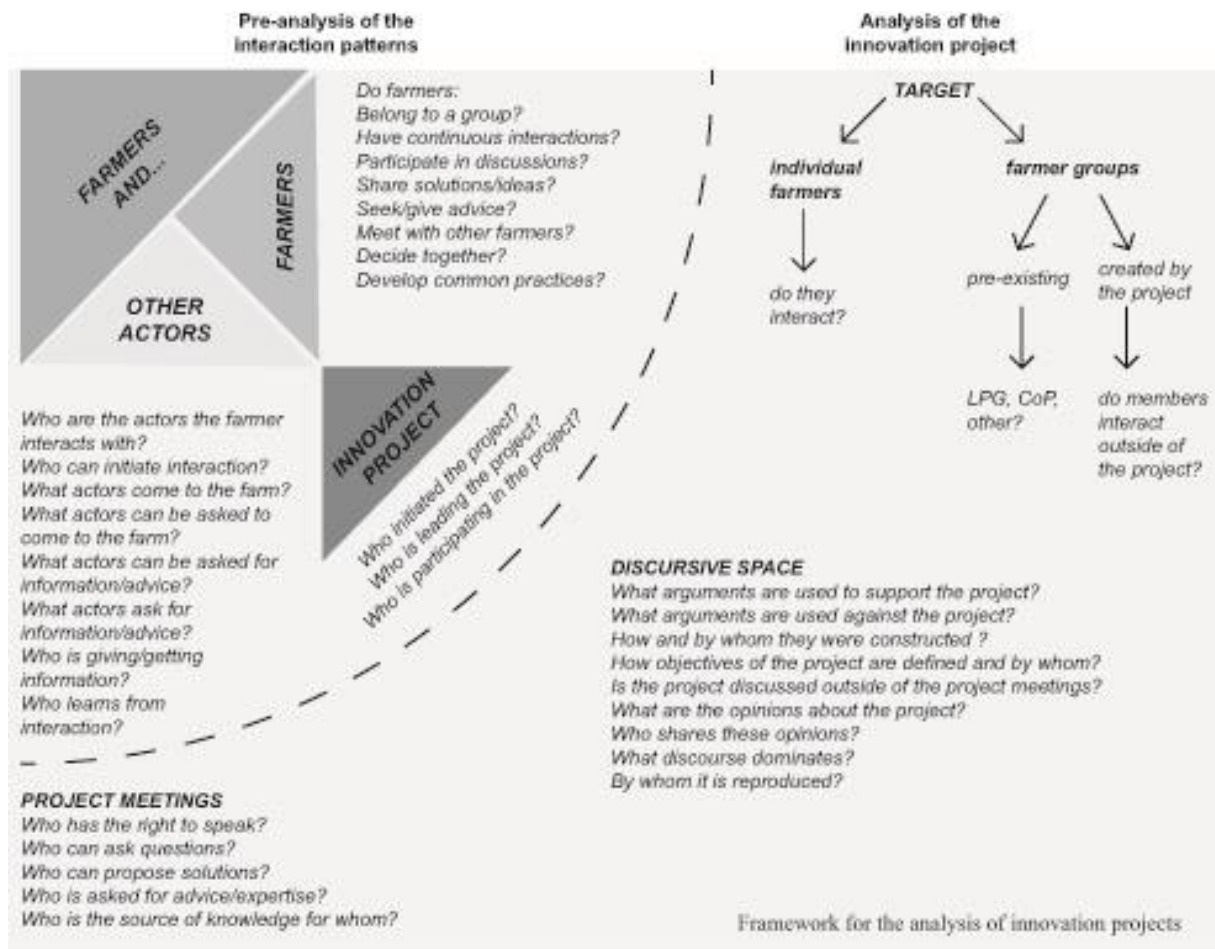 Pre-analysis of the
interaction patterns
Analysis of the
innovation project
FARMERS
AND...
FARMERS
OTHER
ACTORS
INNOVATION
PROJECT
Do farmers:
Belong to a group?
Have continuous interactions?
Participate in discussions?
Share solutions/ideas?
Seek/give advice?
Meet with other farmers?
Decide together?
Develop common practices?
Who are the actors the farmer
interacts with?
Who can initiate interaction?
What actors come to the farm?
What actors can be asked to
come to the farm?
What actors can be asked for
information/advice?
What actors ask for
information/advice?
Who is giving/getting
information?
Who learns from
interaction?
Who initiated the project?
Who is leading the project?
Who is participating in the project?
TARGET
Individual
farmers
do they
interact?
farmer groups
pre-existing
LPG, CoP,
other?
created by
the project
do members
interact
outside of
the project?
DISCURSIVE SPACE
What arguments are used to support the project?
What arguments are used against the project?
How and by whom they were constructed ?
How objectives of the project are defined and by whom?
Is the project discussed outside of the project meetings?
What are the opinions about the project?
Who shares these opinions?
What discourse dominates?
By whom it is reproduced?
PROJECT MEETINGS
Who has the right to speak?
Who can ask questions?
Who can propose solutions?
Who is asked for advice/expertise?
Who is the source of knowledge for whom?
Framework for the analysis of innovation projects